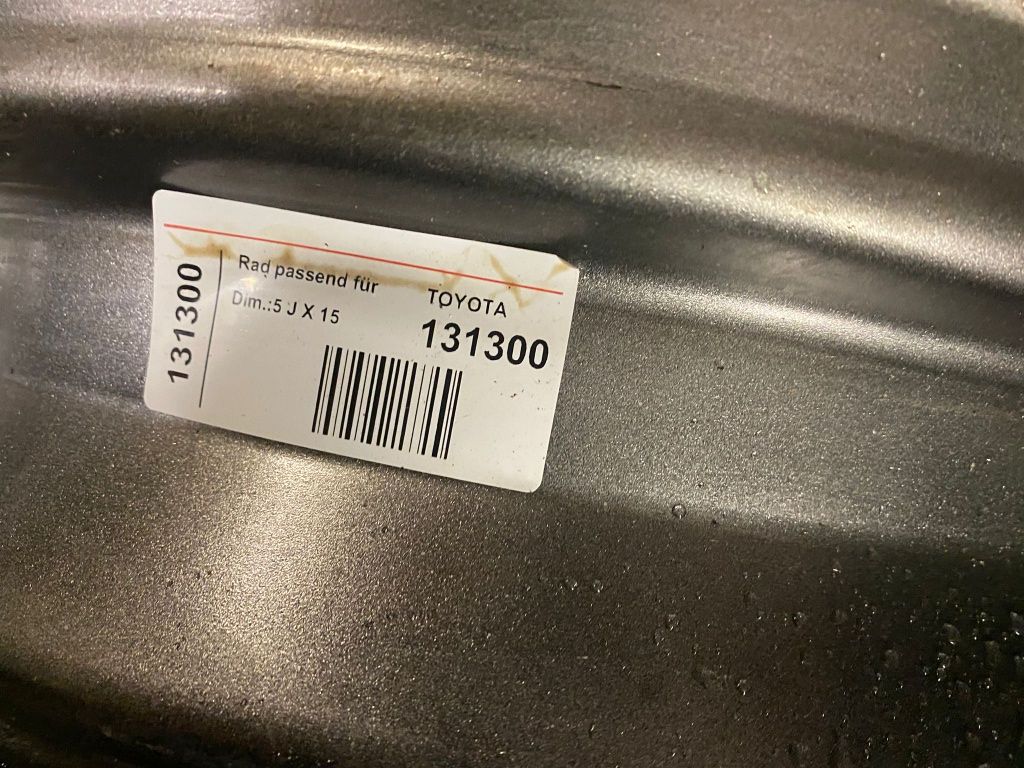 131300
Rad passend für
Dim.:5 J X 15
TOYOTA
131300